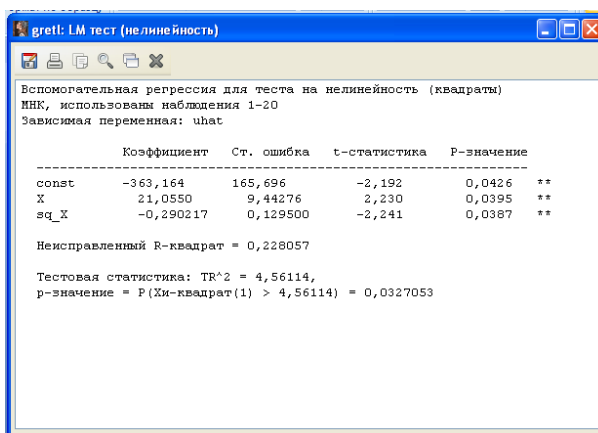 gretl: LM тест (нелинейность)
Вспомогательная регрессия для теста на нелинейность (квадраты)
МНК, использованы наблюдения 1-20
Зависимая переменная: uhat
Коэффициент Ст. ошибка t-статистика P-значение
const -363,164 165,696 -2,192 0,0426 **
X 21,0550 9,44276 2,230 0,0395 **
sq_X -0,290217 0,129500 -2,241 0,0387 **
Неисправленный R-квадрат = 0,228057
Тестовая статистика: TR^2 = 4,56114,
p-значение = P(Хи-квадрат(1) > 4,56114) = 0,0327053